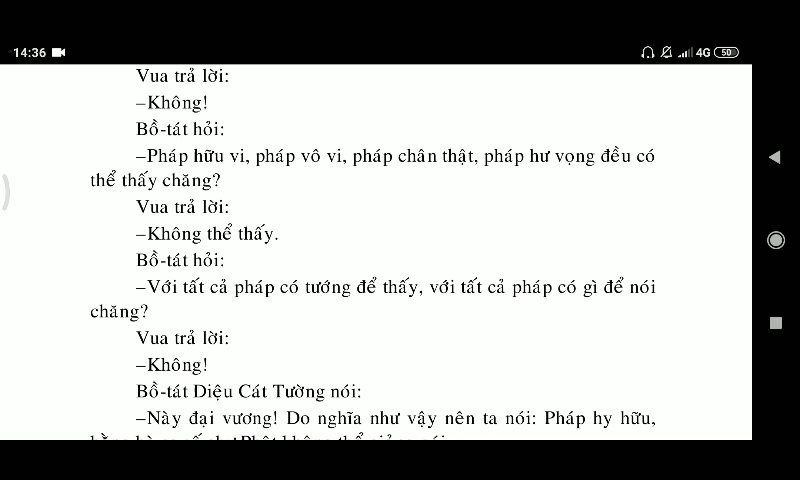 14:36
4G 50
Vua trả lời:
–Không!
Bồ-tát hỏi:
–Pháp hữu vi, pháp vô vi, pháp chân thật, pháp hư vọng đều có
thể thấy chăng?
Vua trả lời:
–Không thể thấy.
Bồ-tát hỏi:
–Với tất cả pháp có tướng để thấy, với tất cả pháp có gì để nói
chăng?
Vua trả lời:
–Không!
Bồ-tát Diệu Cát Tường nói:
–Này đại vương! Do nghĩa như vậy nên ta nói: Pháp hy hữu,